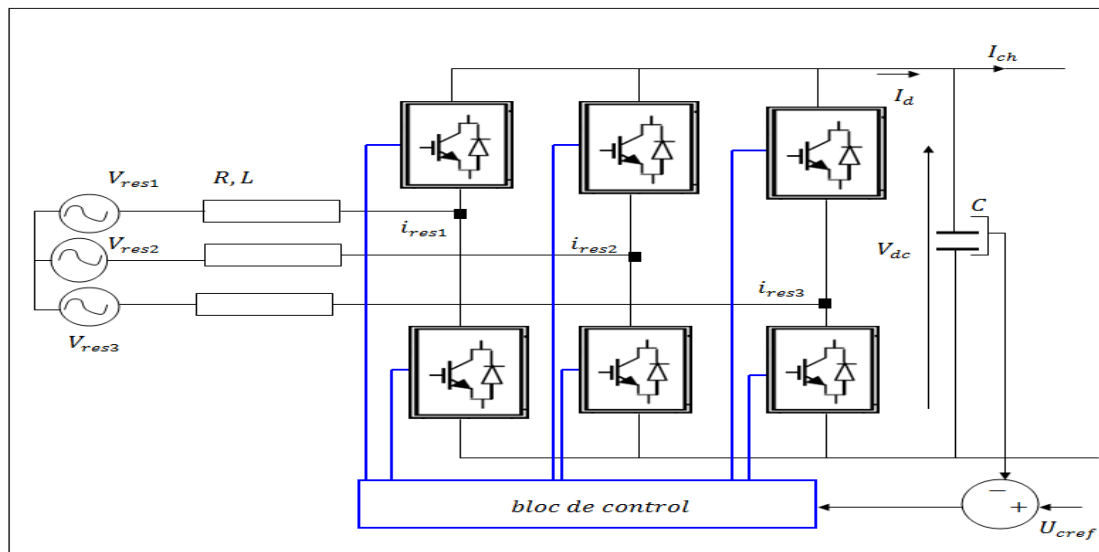 I_ch
I_d
V_res1
R, L
C
i_res1
V_res2
i_res2
V_dc
i_res3
V_res3
−
+
bloc de control
U_cref